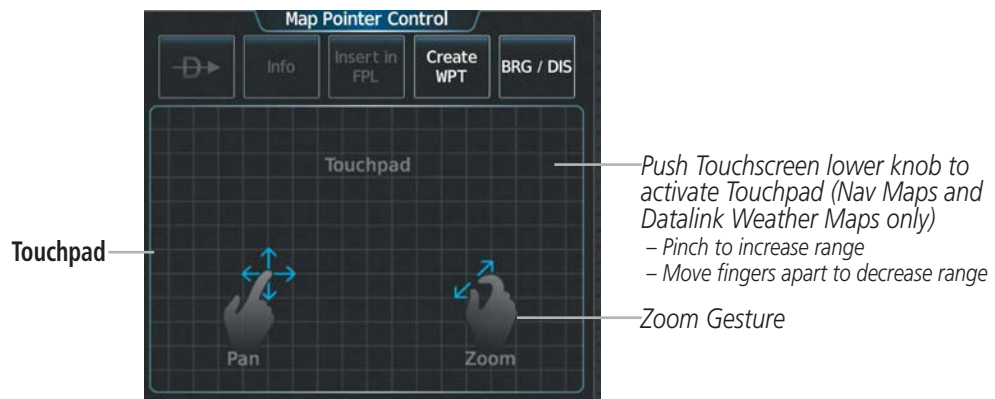 Map Pointer Control
Info
Insert in
FPL
Create
WPT
BRG / DIS
Touchpad
Push Touchscreen lower knob to
activate Touchpad (Nav Maps and
Datalink Weather Maps only)
– Pinch to increase range
– Move fingers apart to decrease range
Touchpad
Zoom Gesture
Pan
Zoom